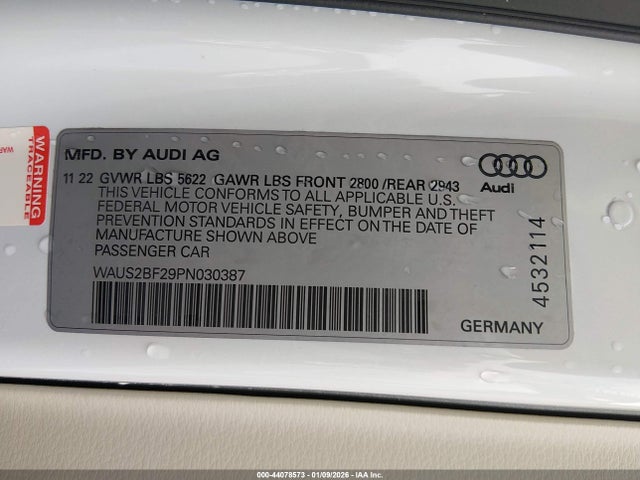 MFD. BY AUDI AG
11 22 GVWR LBS 5622 GAWR LBS FRONT 2800 /REAR 2943
THIS VEHICLE CONFORMS TO ALL APPLICABLE U.S.
FEDERAL MOTOR VEHICLE SAFETY, BUMPER AND THEFT
PREVENTION STANDARDS IN EFFECT ON THE DATE OF
MANUFACTURE SHOWN ABOVE
PASSENGER CAR
WAUS2BF29PN030387
Audi
4532114
GERMANY
WARNING
TRACEABLE
000-44078573 - 01/09/2026 - IAA Inc.